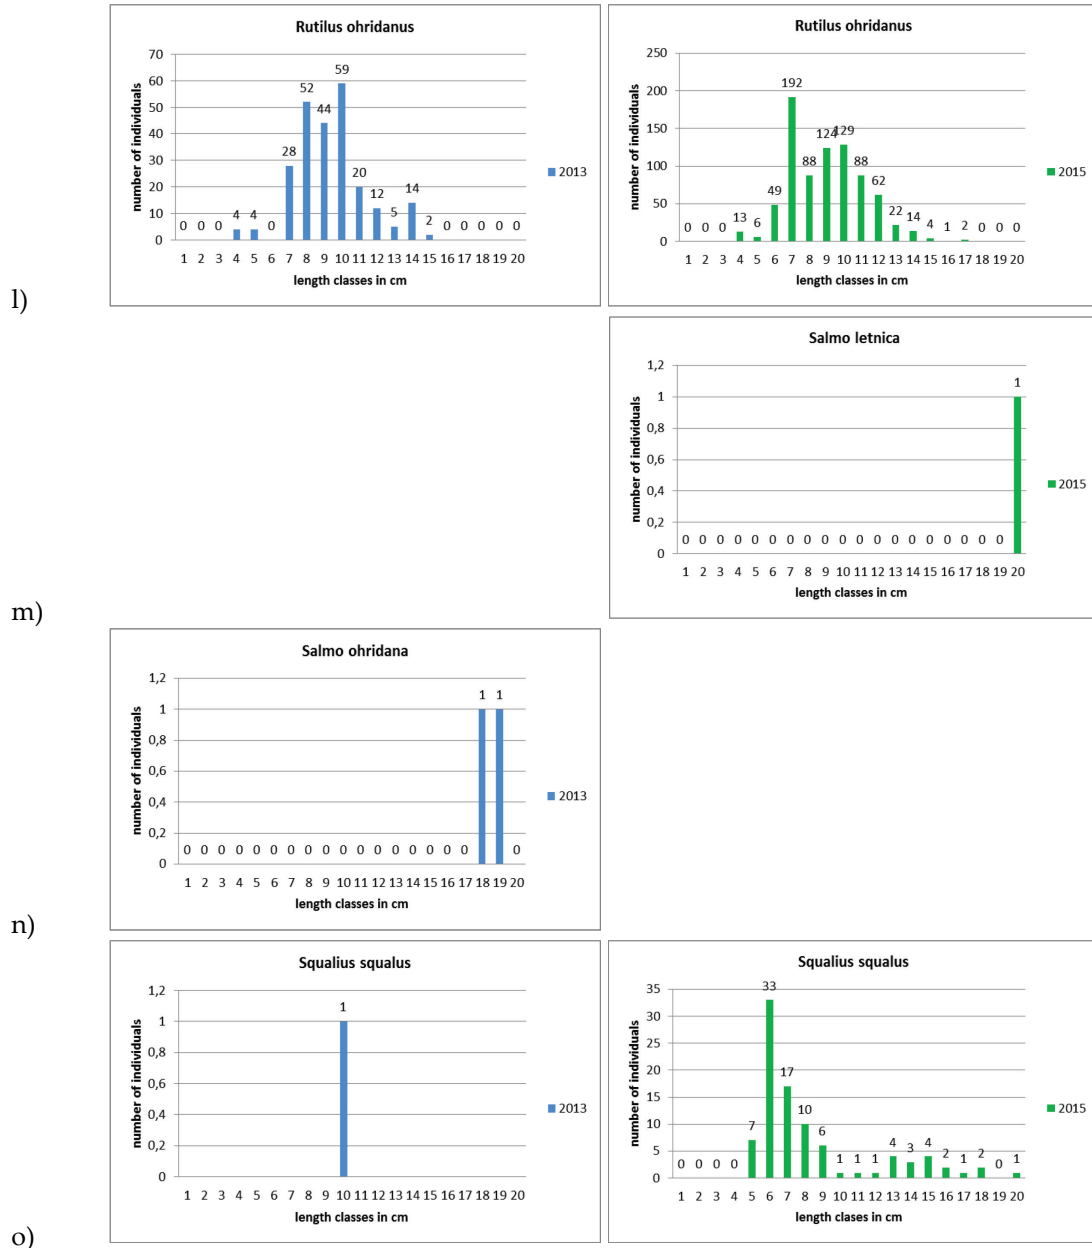 Rutilus ohridanus
number of individuals
70
60
50
40
30
20
10
0
0 0 0 4 4 0 28 52 44 59 20 12 5 14 2 0 0 0 0 0
1 2 3 4 5 6 7 8 9 10 11 12 13 14 15 16 17 18 19 20
length classes in cm
2013
Rutilus ohridanus
number of individuals
250
200
150
100
50
0
0 0 0 13 6 49 192 88 124 129 88 62 22 14 4 1 2 0 0 0
1 2 3 4 5 6 7 8 9 10 11 12 13 14 15 16 17 18 19 20
length classes in cm
2015
l)
Salmo letnica
number of individuals
1,2
1
0,8
0,6
0,4
0,2
0
0 0 0 0 0 0 0 0 0 0 0 0 0 0 0 0 0 0 0 1
1 2 3 4 5 6 7 8 9 10 11 12 13 14 15 16 17 18 19 20
length classes in cm
2015
m)
Salmo ohridana
number of individuals
1,2
1
0,8
0,6
0,4
0,2
0
0 0 0 0 0 0 0 0 0 0 0 0 0 0 0 0 0 1 1 0
1 2 3 4 5 6 7 8 9 10 11 12 13 14 15 16 17 18 19 20
length classes in cm
2013
n)
Squalius squalus
number of individuals
1,2
1
0,8
0,6
0,4
0,2
0
1
1 2 3 4 5 6 7 8 9 10 11 12 13 14 15 16 17 18 19 20
length classes in cm
2013
Squalius squalus
number of individuals
35
30
25
20
15
10
5
0
0 0 0 0 7 33 17 10 6 1 1 1 4 3 4 2 1 2 0 1
1 2 3 4 5 6 7 8 9 10 11 12 13 14 15 16 17 18 19 20
length classes in cm
2015
o)